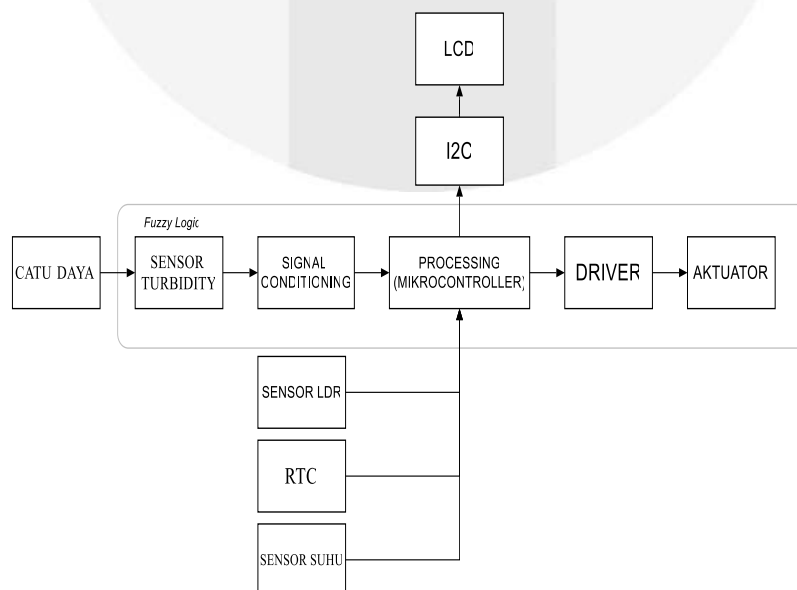 LCD
I2C
Fuzzy Logic
CATU DAYA
SENSOR
TURBIDITY
SIGNAL
CONDITIONING
PROCESSING
(MIKROCONTROLLER)
DRIVER
AKTUATOR
SENSOR LDR
RTC
SENSOR SUHU